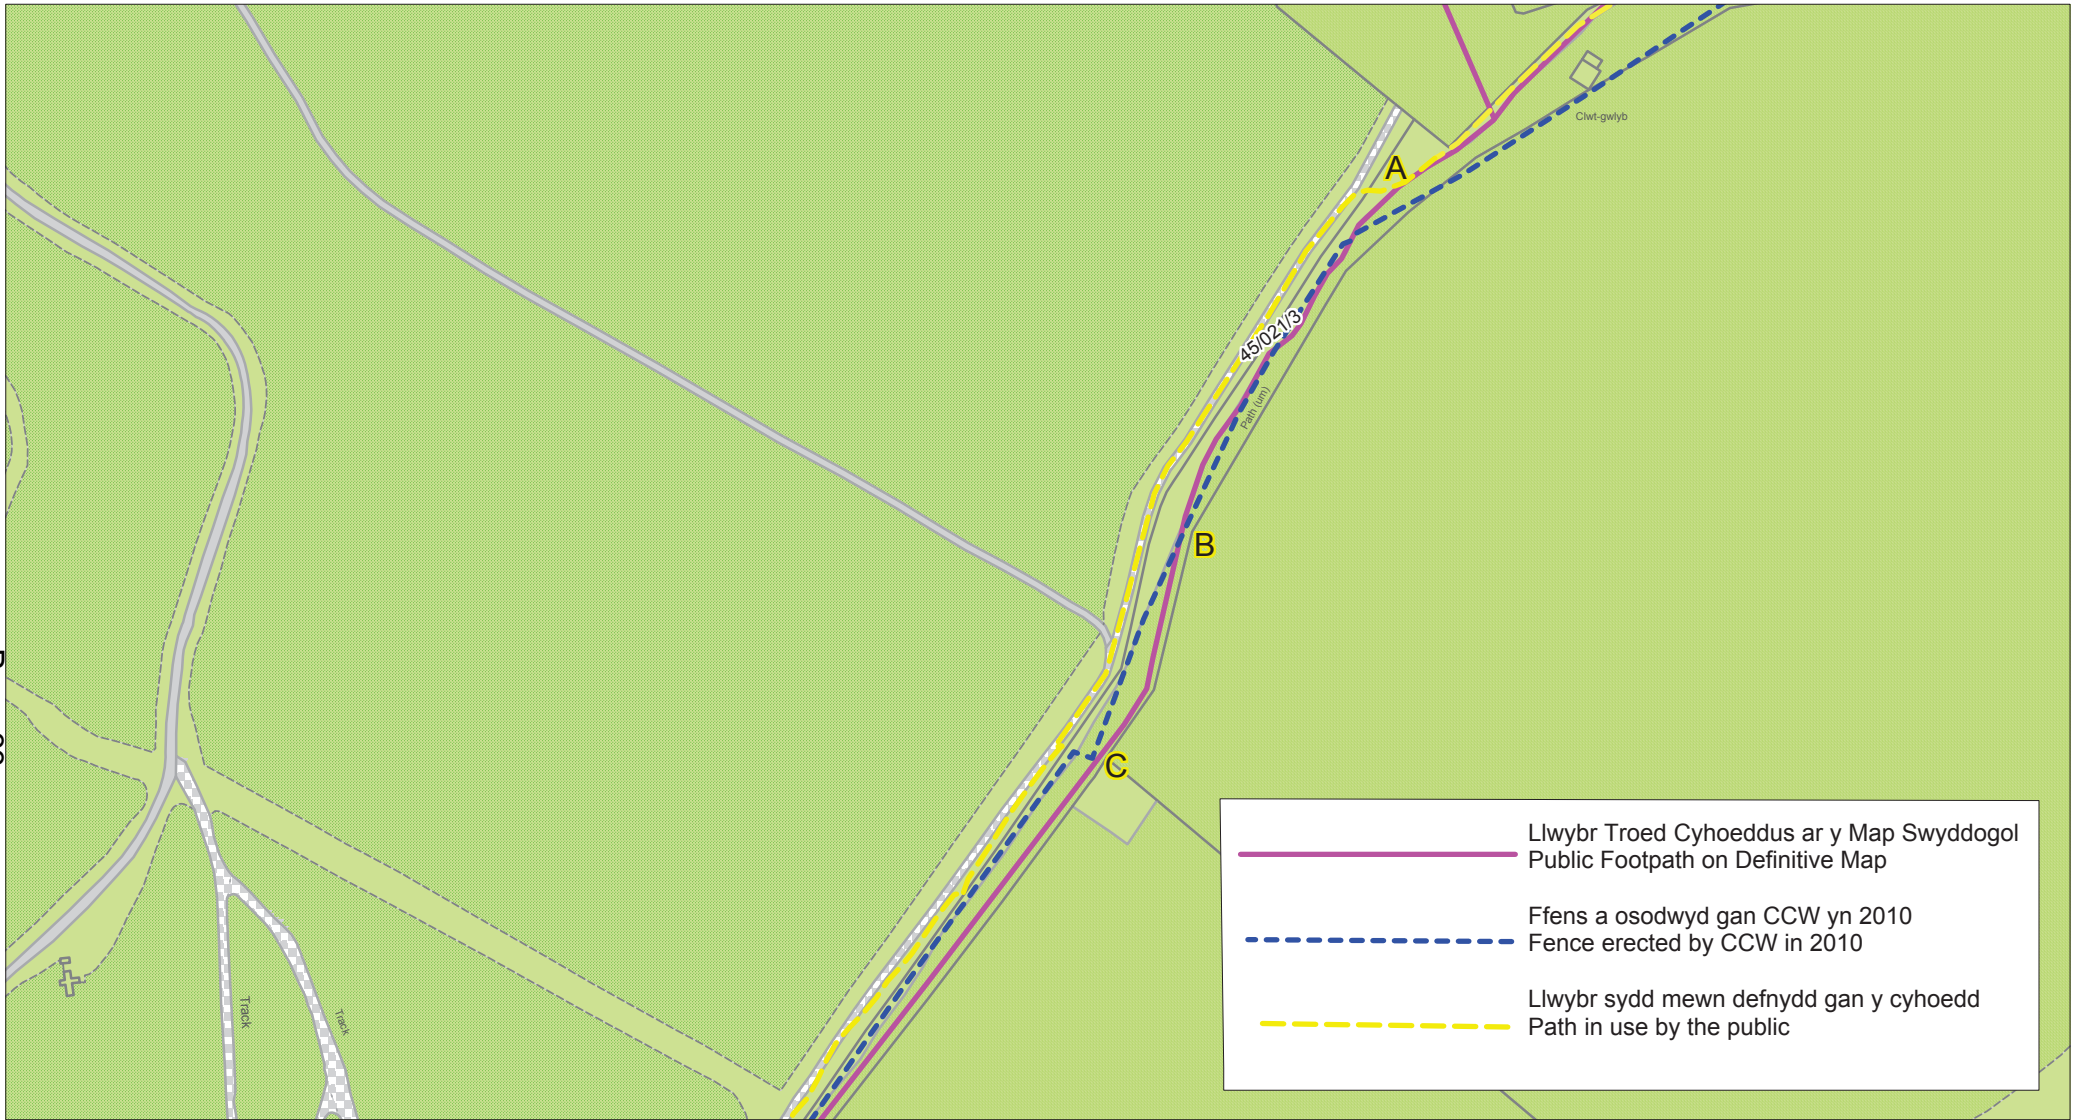 Clwt-gwlyb
A
45/021/3
Path (um)
B
C
Track
Track
Llwybr Troed Cyhoeddus ar y Map Swyddogol
Public Footpath on Definitive Map
Ffens a osodwyd gan CCW yn 2010
Fence erected by CCW in 2010
Llwybr sydd mewn defnydd gan y cyhoedd
Path in use by the public